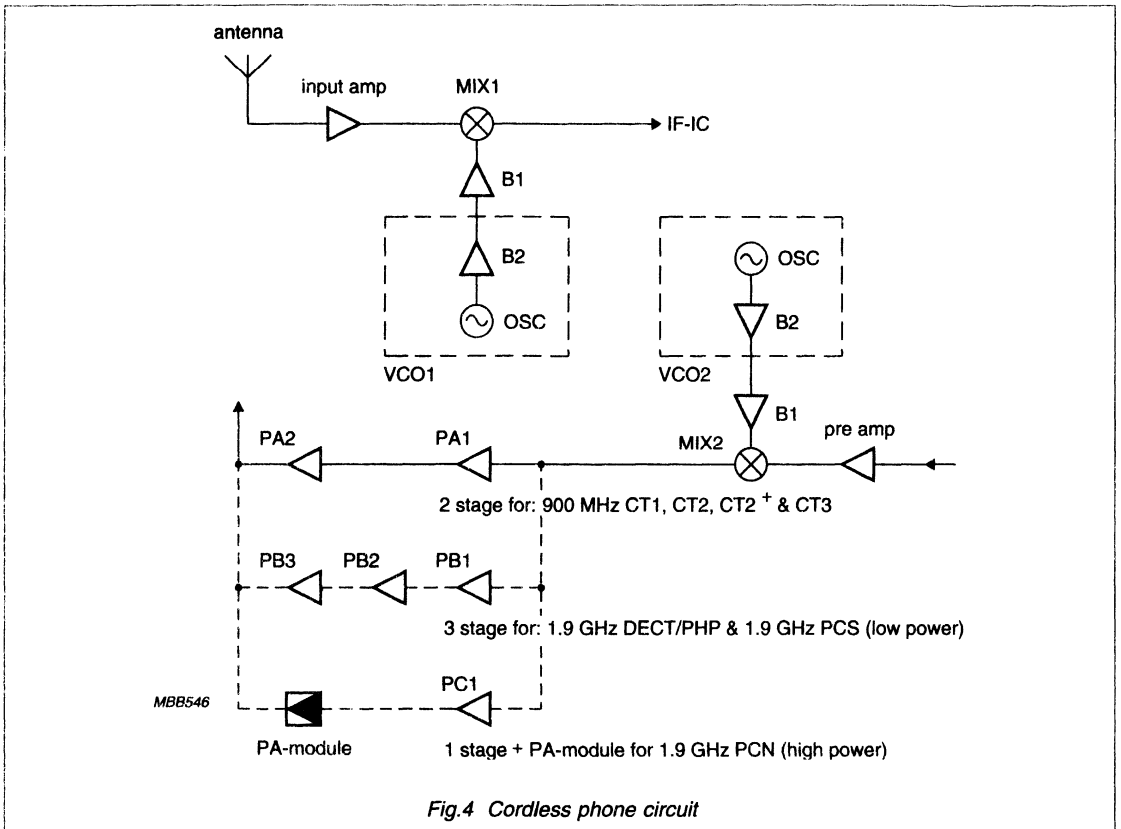 antenna
input amp
MIX1
IF-IC
B1
B2
OSC
VCO1
OSC
B2
VCO2
B1
MIX2
pre amp
PA2
PA1
2 stage for: 900 MHz CT1, CT2, CT2 + & CT3
PB3
PB2
PB1
3 stage for: 1.9 GHz DECT/PHP & 1.9 GHz PCS (low power)
PC1
MBB546
PA-module
1 stage + PA-module for 1.9 GHz PCN (high power)
Fig.4 Cordless phone circuit